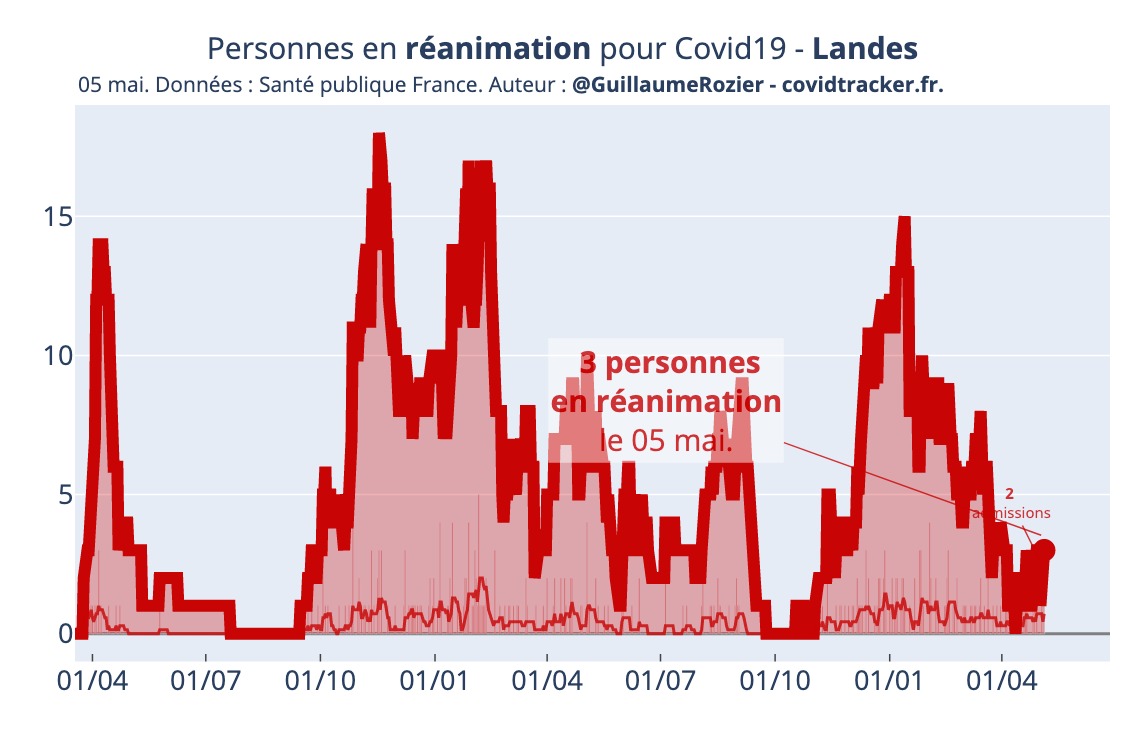 Personnes en réanimation pour Covid19 - Landes
05 mai. Données : Santé publique France. Auteur : @GuillaumeRozier - covidtracker.fr.
15
10
5
0
3 personnes
en réanimation
le 05 mai.
2
admissions
01/04
01/07
01/10
01/01
01/04
01/07
01/10
01/01
01/04